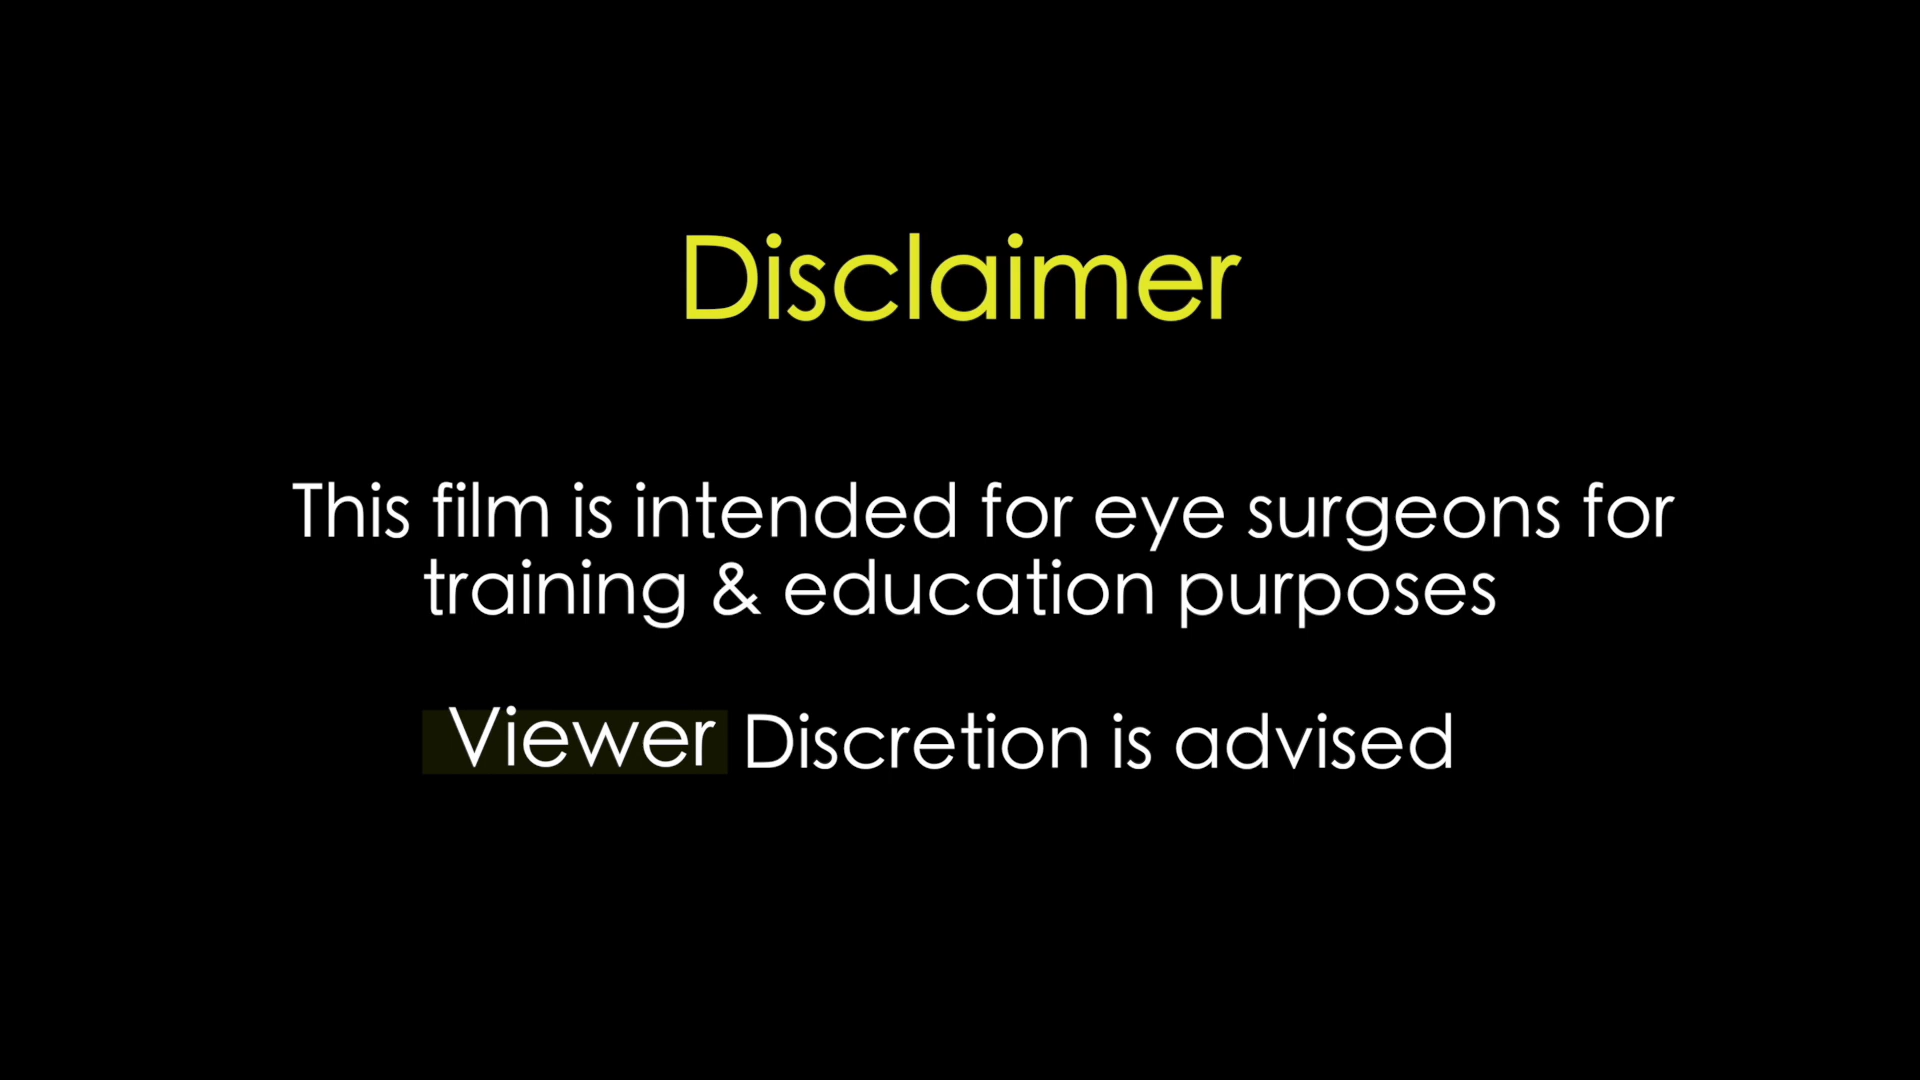 Disclaimer
This film is intended for eye surgeons for
training & education purposes
Viewer Discretion is advised